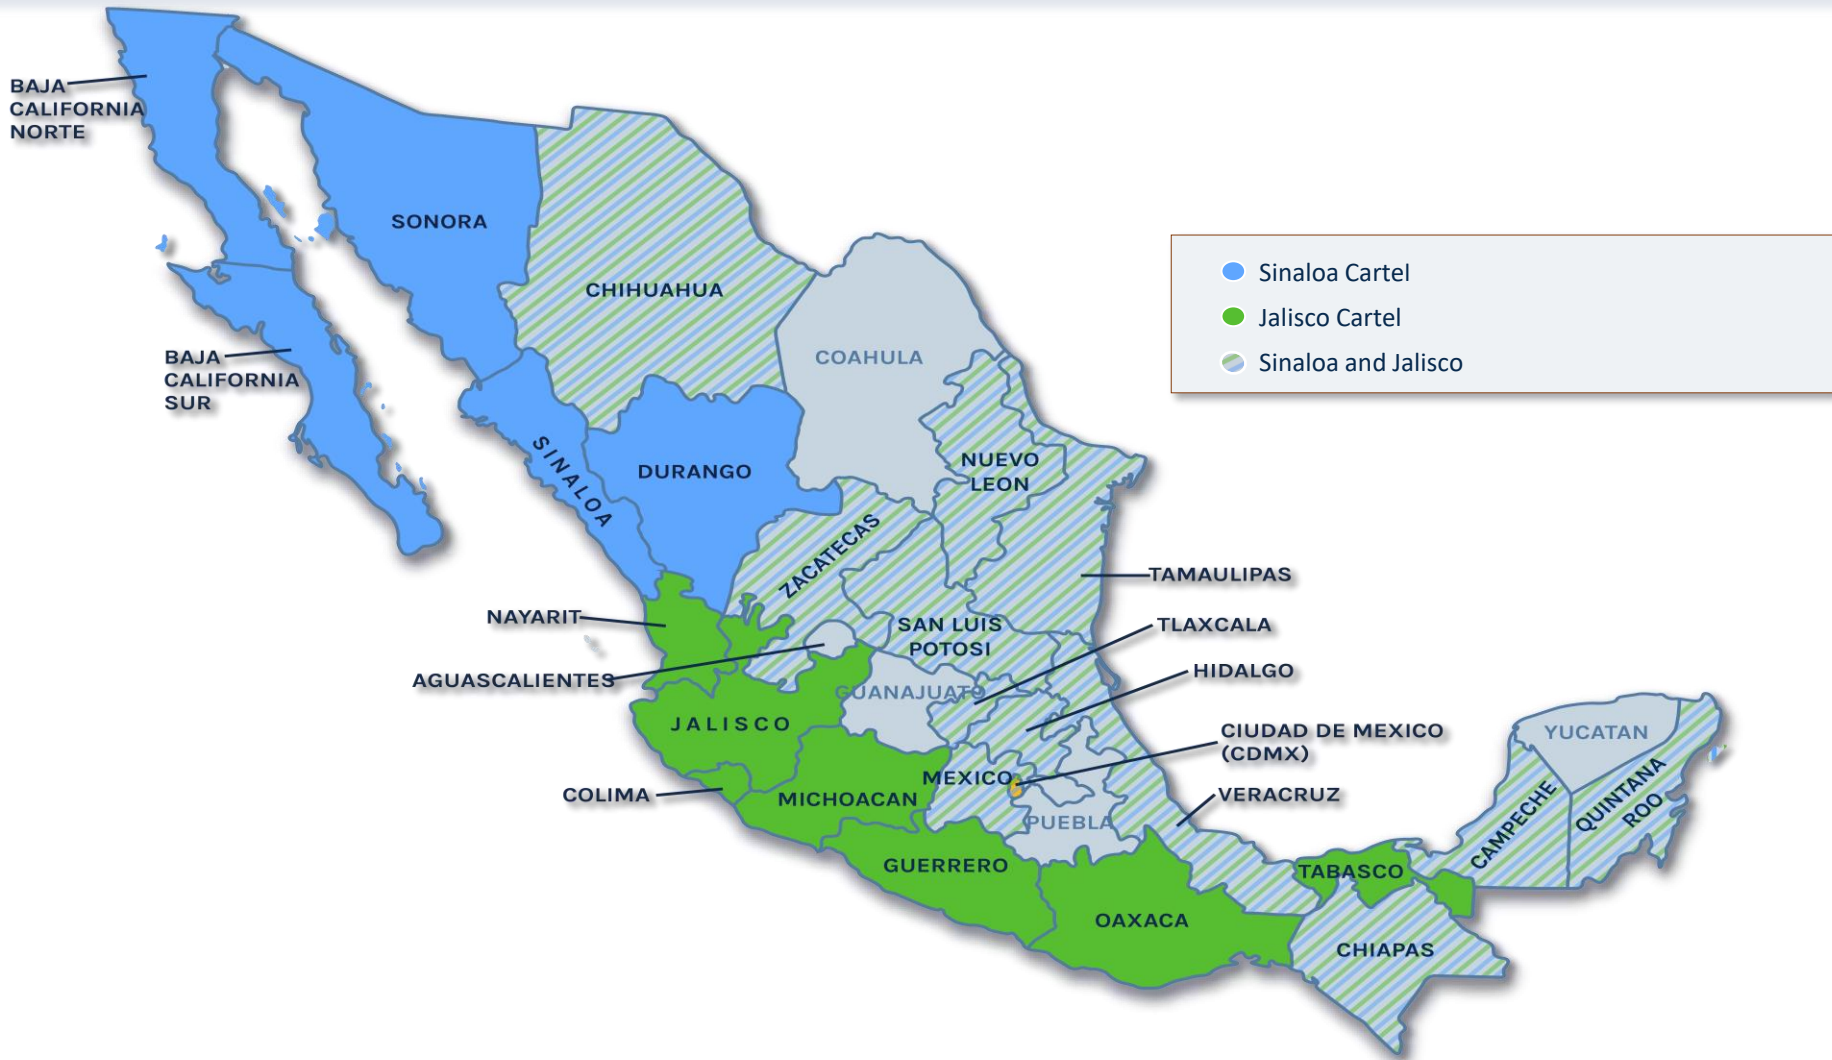 BAJA
CALIFORNIA
NORTE
SONORA
CHIHUAHUA
Sinaloa Cartel
Jalisco Cartel
Sinaloa and Jalisco
COAHULA
BAJA
CALIFORNIA
SUR
SINALOA
DURANGO
NUEVO
LEON
ZACATECAS
TAMAULIPAS
NAYARIT
SAN LUIS
POTOSI
TLAXCALA
HIDALGO
AGUASCALIENTES
GUANAJUATO
JALISCO
CIUDAD DE MEXICO
(CDMX)
YUCATAN
MEXICO
COLIMA
MICHOACAN
VERACRUZ
PUEBLA
CAMPECHE
QUINTANA
ROO
GUERRERO
TABASCO
OAXACA
CHIAPAS